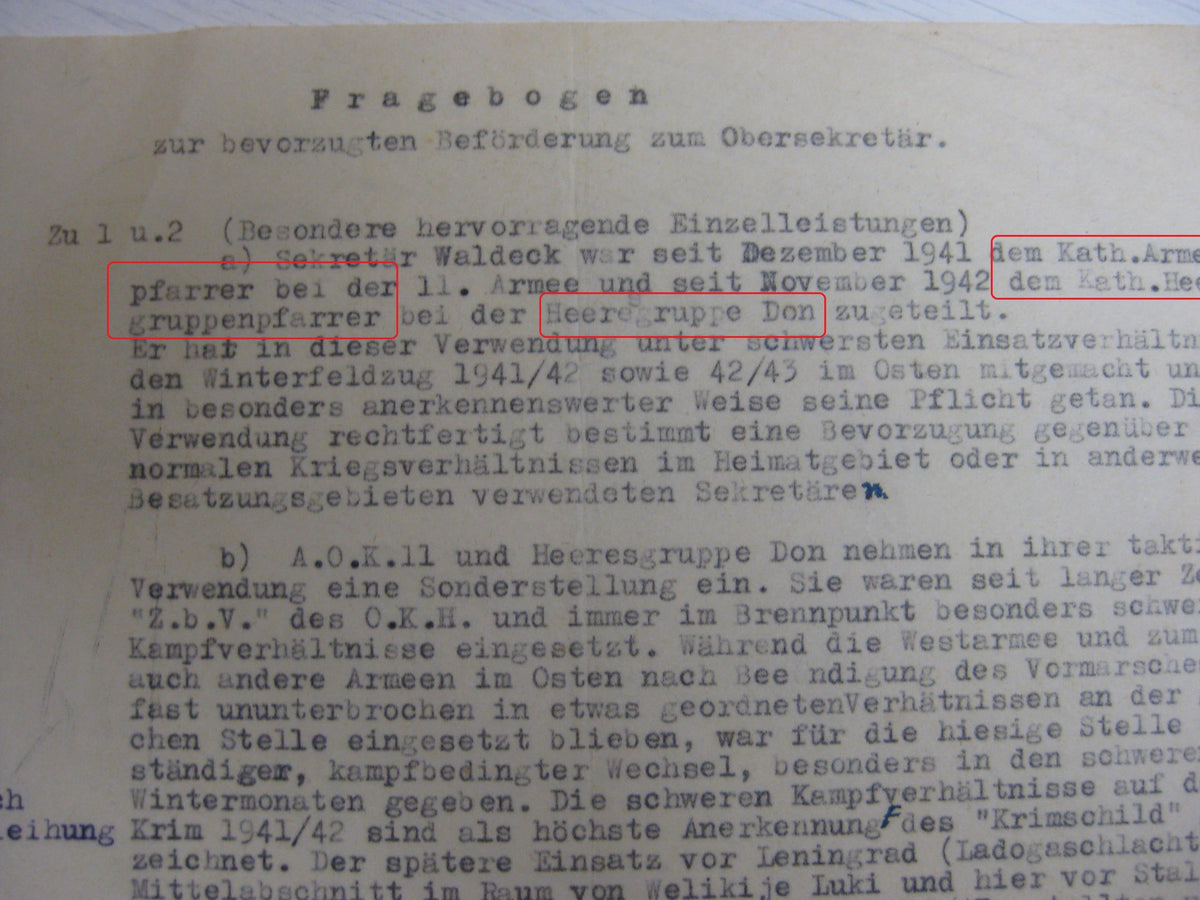 Fragebogen
zur bevorzugten Beförderung zum Obersekretär.
Zu 1 u.2 (Besondere hervorragende Einzelleistungen)
a) Sekretär Waldeck war seit Dezember 1941 dem Kath.Arme
pfarrer bei der 11. Armee und seit November 1942 dem Kath.Hee
gruppenpfarrer bei der Heeresgruppe Don zugeteilt.
Er hat in dieser Verwendung unter schwersten Einsatzverhältn
den Winterfeldzug 1941/42 sowie 42/43 im Osten mitgemacht un
in besonders anerkennenswerter Weise seine Pflicht getan. Di
Verwendung rechtfertigt bestimmt eine Bevorzugung gegenüber
normalen Kriegsverhältnissen im Heimatgebiet oder in anderwe
Besatzungsgebieten verwendeten Sekretären
b) A.O.K.11 und Heeresgruppe Don nehmen in ihrer takti
Verwendung eine Sonderstellung ein. Sie waren seit langer Ze
"Z.b.V." des O.K.H. und immer im Brennpunkt besonders schwe
Kampfverhältnisse eingesetzt. Während die Westarmee und zum
auch andere Armeen im Osten nach Bee ndigung des Vormarsche
fast ununterbrochen in etwas geordnetenVerhätnissen an der
chen Stelle eingesetzt blieben, war für die hiesige Stelle
ständiger, kampfbedingter Wechsel, besonders in den schwere
ch Wintermonaten gegeben. Die schweren Kampfverhältnisse auf d
leihung Krim 1941/42 sind als höchste Anerkennung des "Krimschild"
zeichnet. Der spätere Einsatz vor Leningrad (Ladogaschlacht
Mittelabschnitt im Raum von Welikije Luki und hier vor Stal